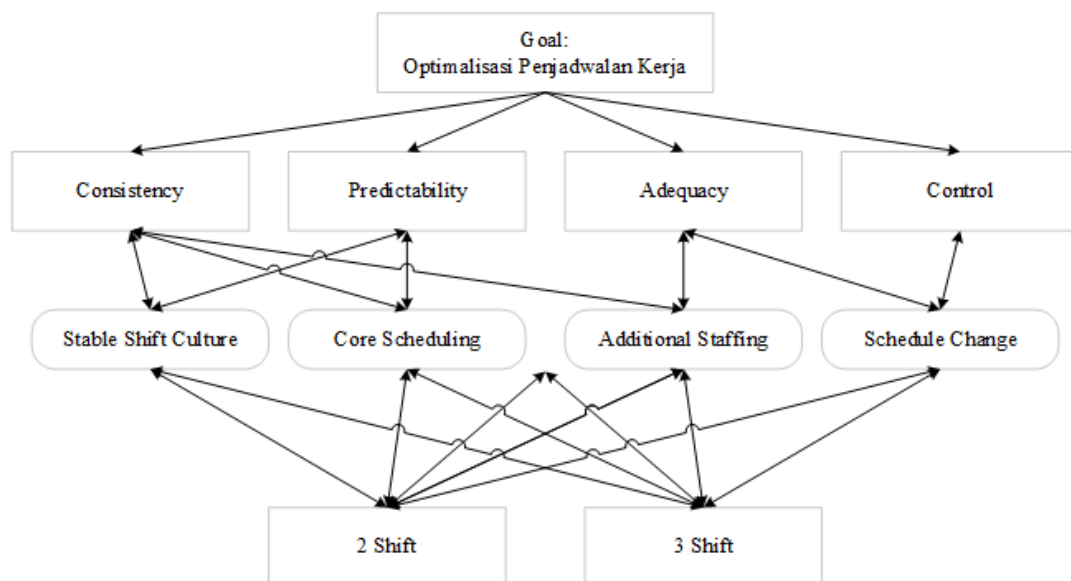 Goal:
Optimalisasi Penjadwalan Kerja
Consistency
Predictability
Adequacy
Control
Stable Shift Culture
Core Scheduling
Additional Staffing
Schedule Change
2 Shift
3 Shift